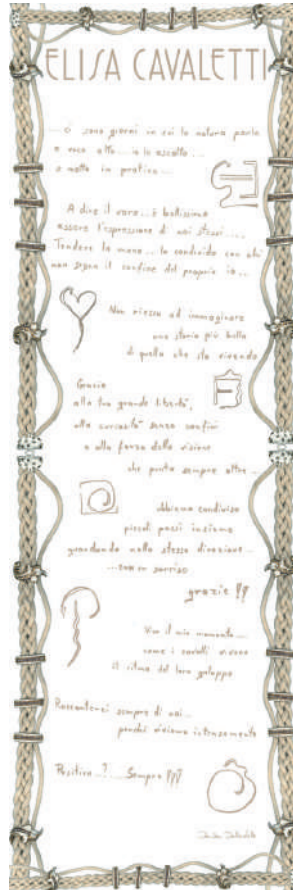 ELISA CAVALETTI
... ci sono giorni in cui la natura parla
a voce alta... io la ascolto...
e metto in pratica...
A dire il vero... è bellissimo
essere l'espressione di noi stessi....
Tendere la mano... la condivido con chi
non segna il confine del proprio io...
Non riesco ad immaginare
una storia più bella
di quella che sto vivendo
Grazie
alla tua grande libertà,
alla curiosità senza confini
e alla forza della visione
che punta sempre oltre...
abbiamo condiviso
piccoli passi insieme
guardando nella stessa direzione...
...con un sorriso
grazie !!
Vivo il mio momento...
come i cavalli vivono
il ritmo del loro galoppo
Raccontami sempre di voi...
perché viviamo intensamente
Positivo...?....Sempre !!!